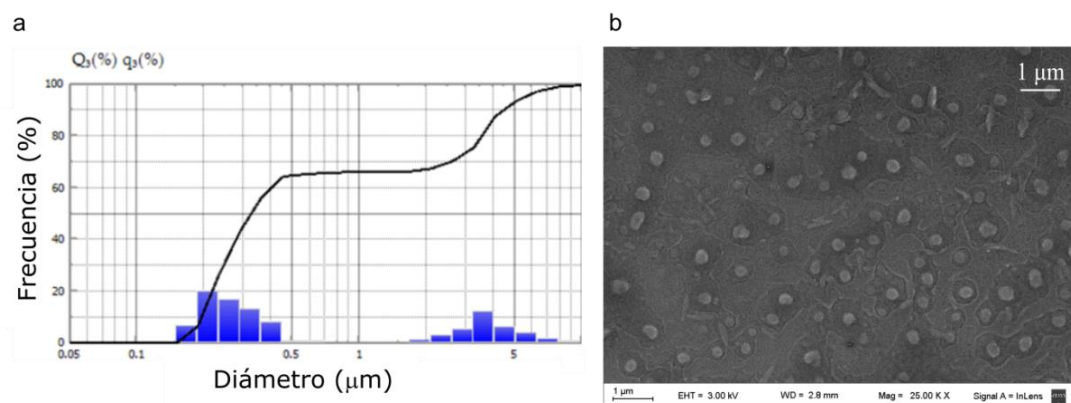 a
Q₃(%) q₃(%)
100
80
60
40
20
0
Frecuencia (%)
0.05 0.1 0.5 1 5
Diámetro (μm)
b
1 μm
1 μm EHT = 3.00 kV WD = 2.8 mm Mag = 25.00 K X Signal A = InLens